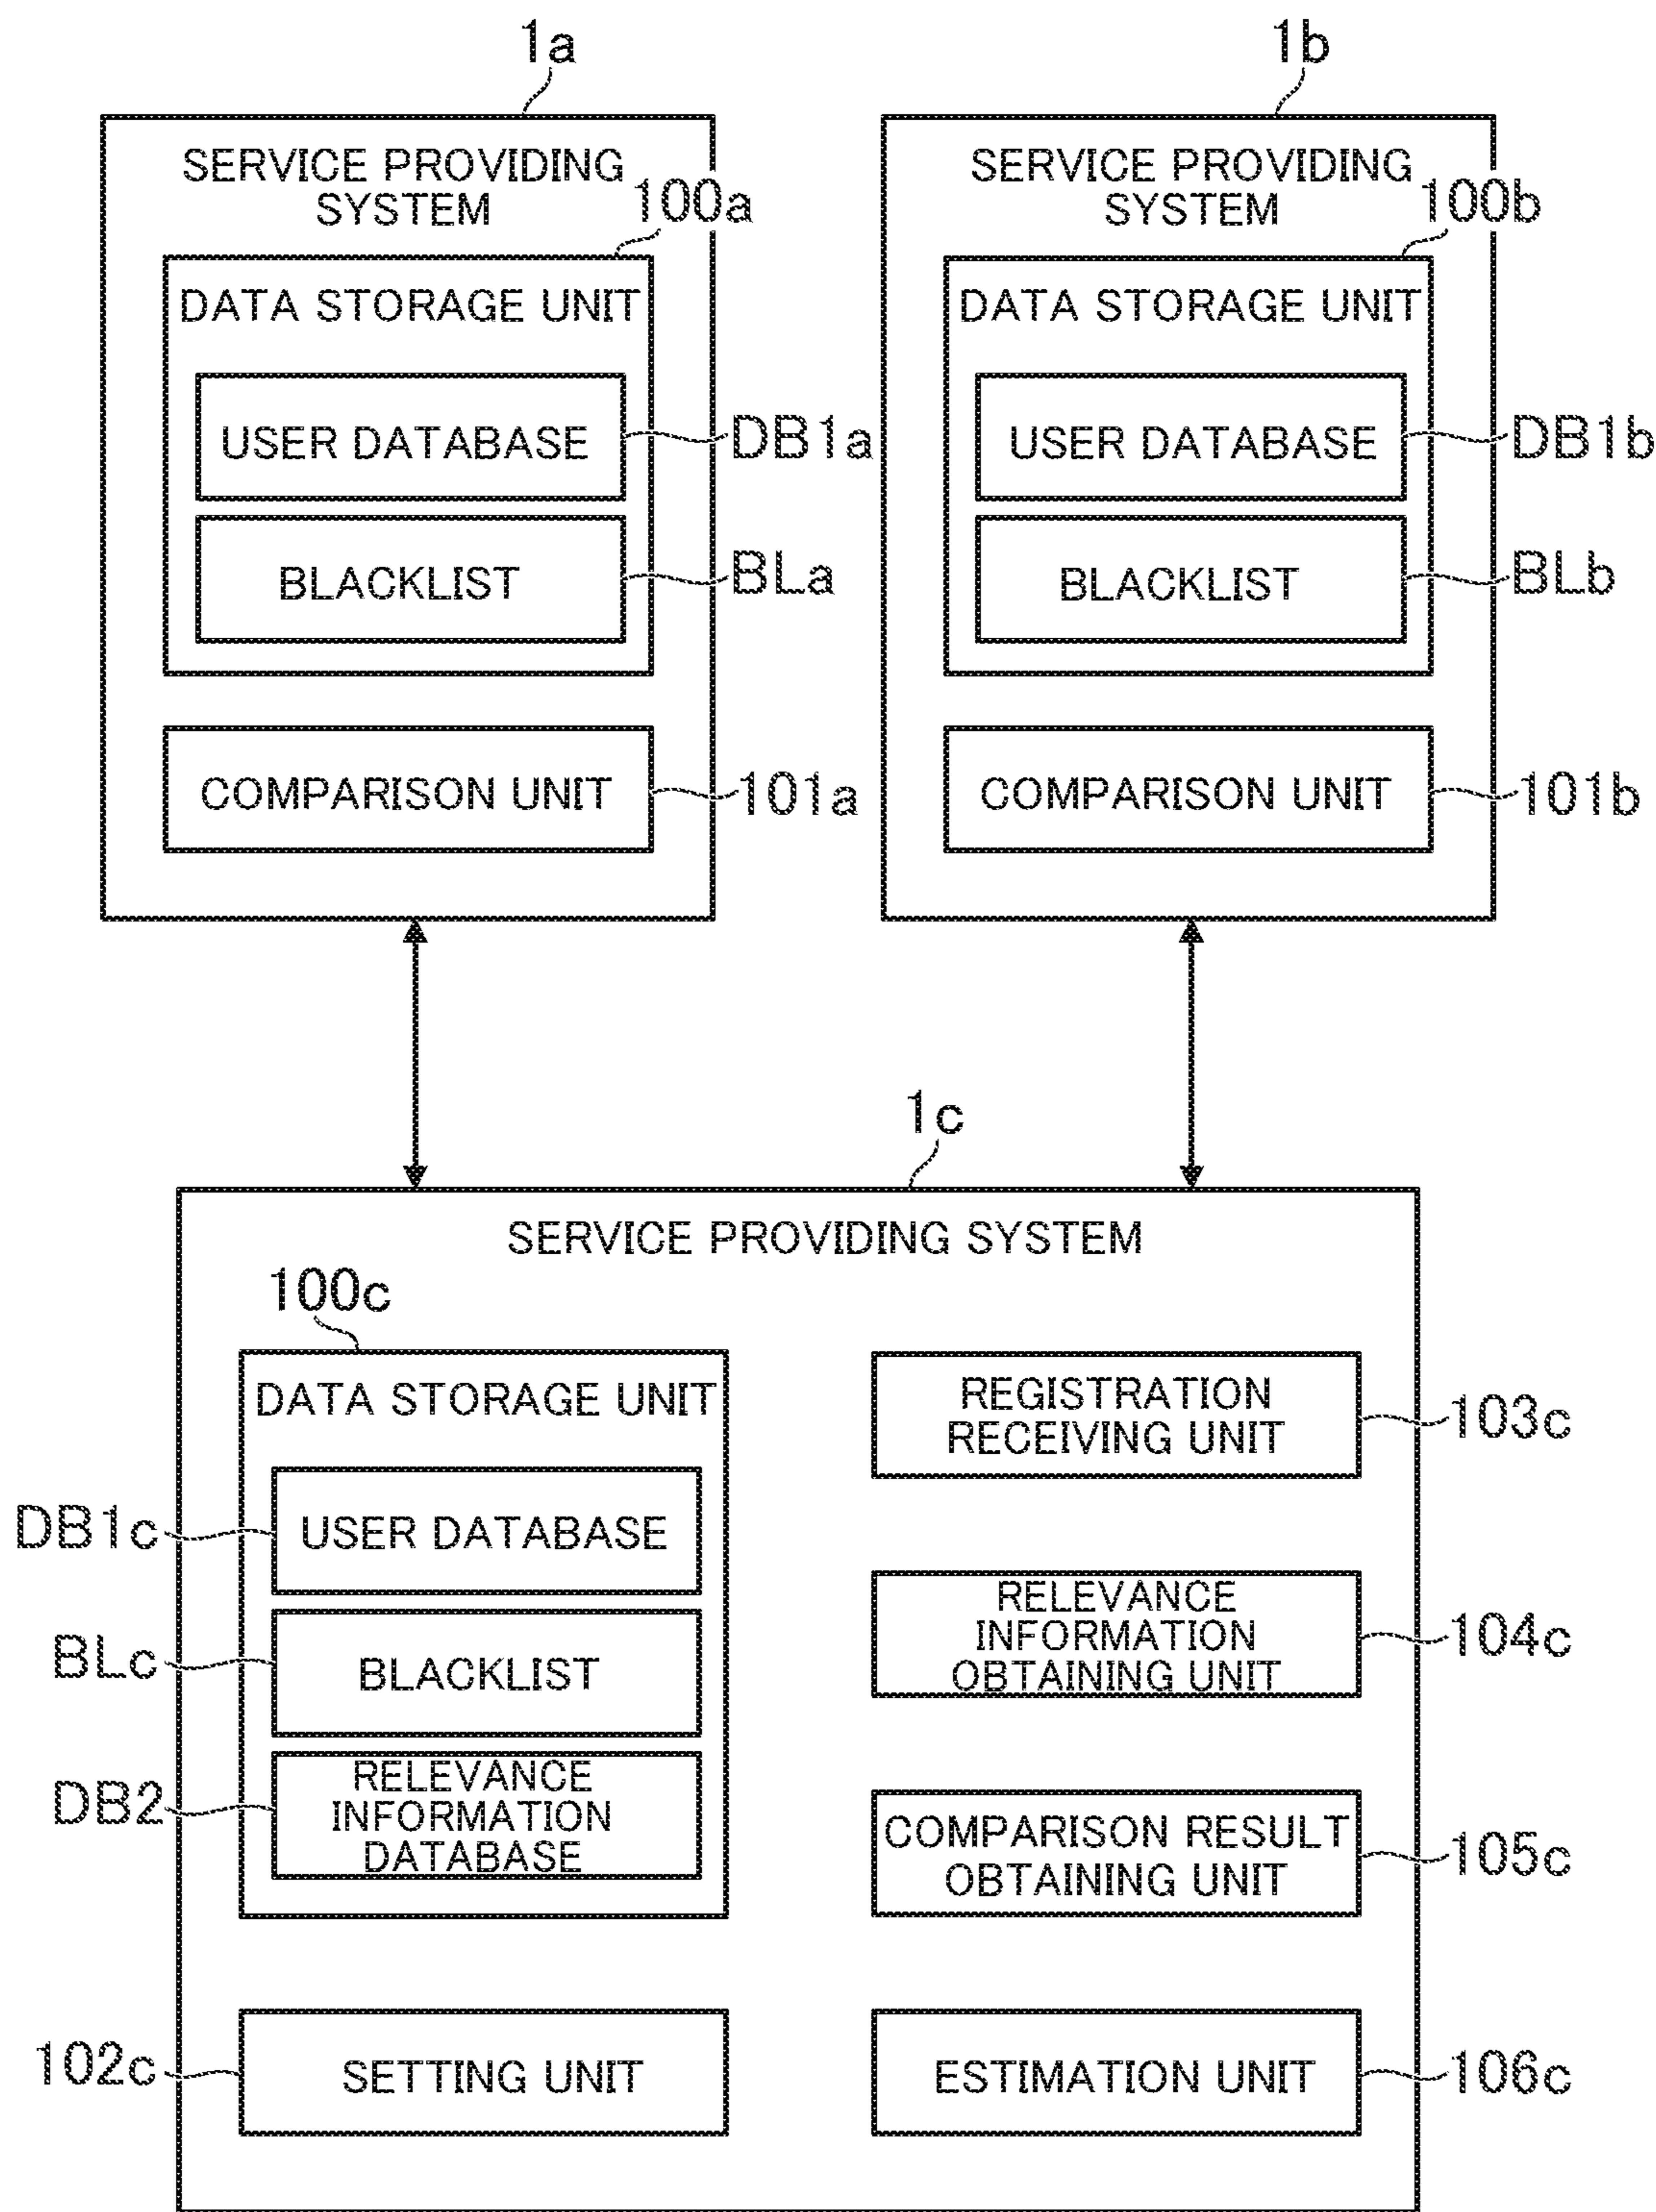 1a
SERVICE PROVIDING
SYSTEM
100a
DATA STORAGE UNIT
USER DATABASE
DB1a
BLACKLIST
BLa
COMPARISON UNIT
101a
1b
SERVICE PROVIDING
SYSTEM
100b
DATA STORAGE UNIT
USER DATABASE
DB1b
BLACKLIST
BLb
COMPARISON UNIT
101b
1c
SERVICE PROVIDING SYSTEM
100c
DATA STORAGE UNIT
DB1c
USER DATABASE
BLc
BLACKLIST
DB2
RELEVANCE
INFORMATION
DATABASE
102c
SETTING UNIT
REGISTRATION
RECEIVING UNIT
103c
RELEVANCE
INFORMATION
OBTAINING UNIT
104c
COMPARISON RESULT
OBTAINING UNIT
105c
ESTIMATION UNIT
106c